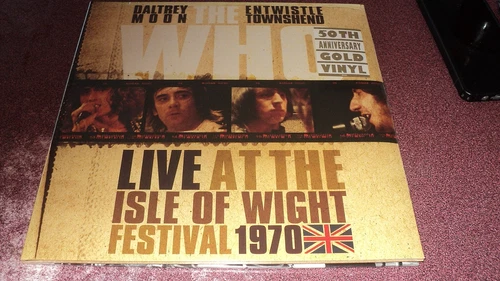 DALTREY THE ENTWISTLE
MOON TOWNSHEND
WHO
50TH
ANNIVERSARY
GOLD
VINYL
LIVE AT THE
ISLE OF WIGHT
FESTIVAL 1970